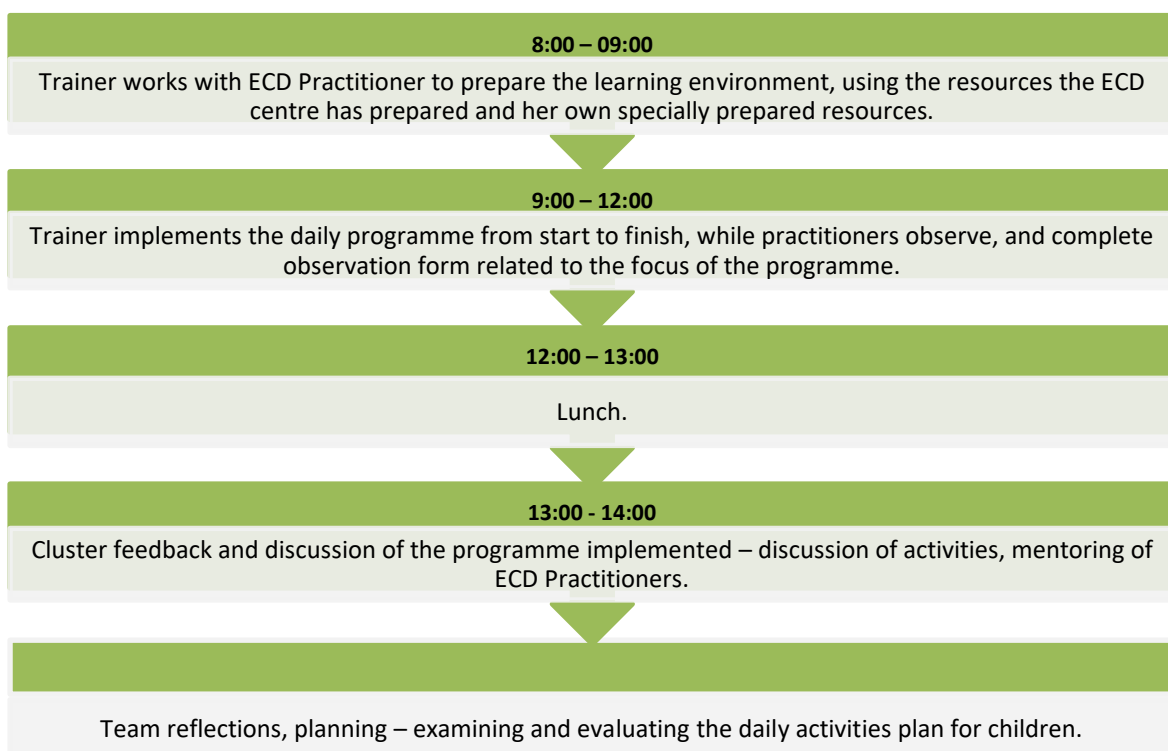 8:00 – 09:00
Trainer works with ECD Practitioner to prepare the learning environment, using the resources the ECD
centre has prepared and her own specially prepared resources.
9:00 – 12:00
Trainer implements the daily programme from start to finish, while practitioners observe, and complete
observation form related to the focus of the programme.
12:00 – 13:00
Lunch.
13:00 - 14:00
Cluster feedback and discussion of the programme implemented – discussion of activities, mentoring of
ECD Practitioners.
Team reflections, planning – examining and evaluating the daily activities plan for children.